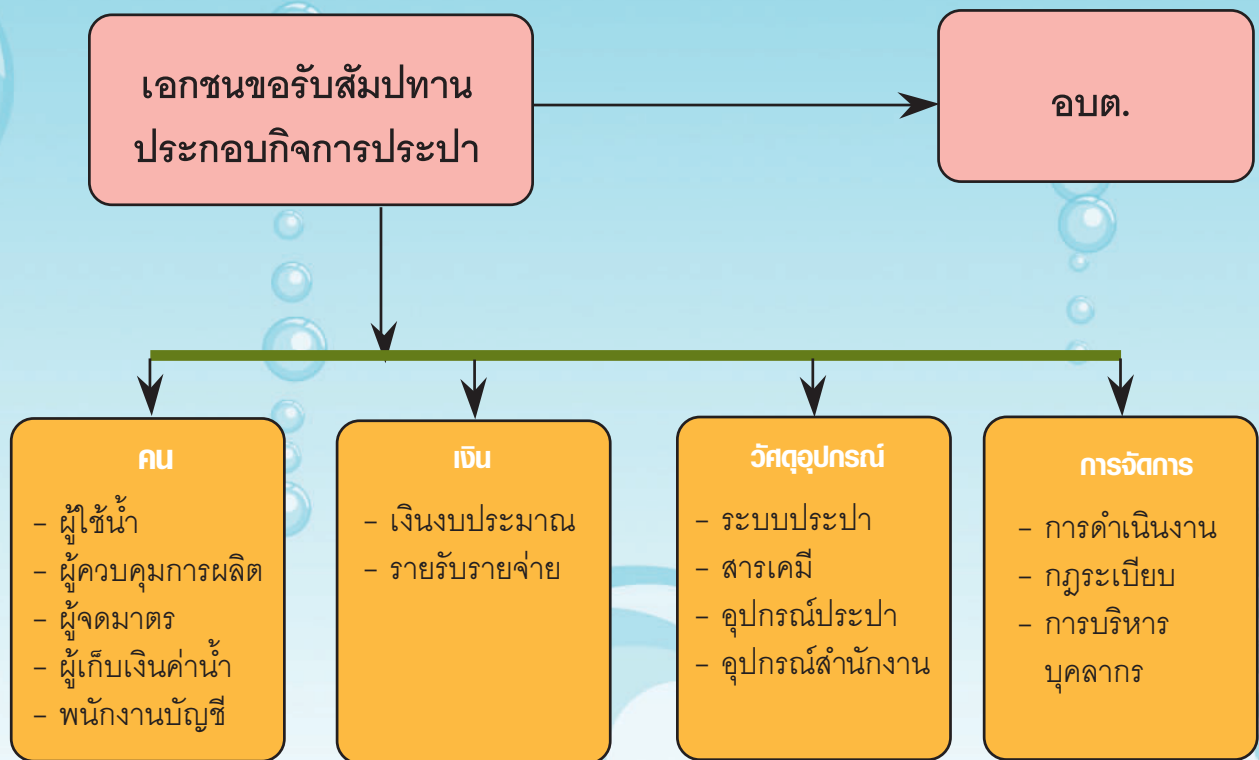 เอกชนขอรับสัมปทาน
ประกอบกิจการประปา
อบต.
คน
- ผู้ใช้น้ำ
- ผู้ควบคุมการผลิต
- ผู้จดมาตร
- ผู้เก็บเงินค่าน้ำ
- พนักงานบัญชี
เงิน
- เงินงบประมาณ
- รายรับรายจ่าย
วัสดุอุปกรณ์
- ระบบประปา
- สารเคมี
- อุปกรณ์ประปา
- อุปกรณ์สำนักงาน
การจัดการ
- การดำเนินงาน
- กฎระเบียบ
- การบริหาร
บุคลากร